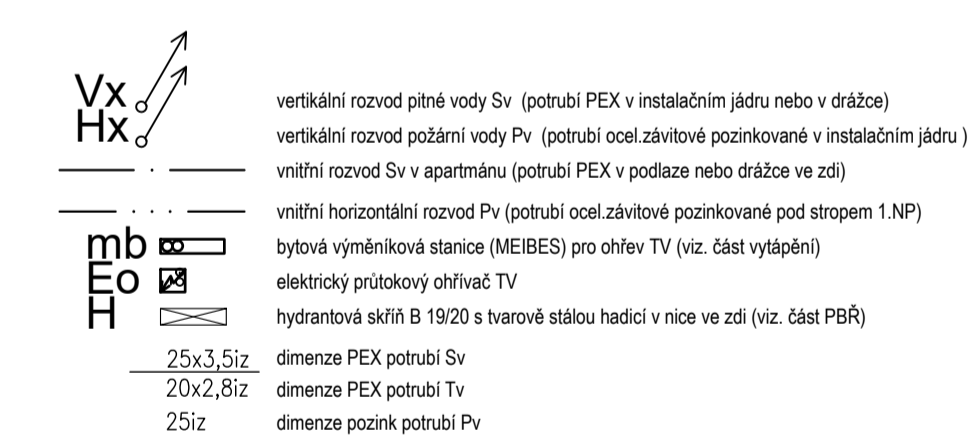 Vx vertikální rozvod pitné vody Sv (potrubí PEX v instalačním jádru nebo v drážce)
Hx vertikální rozvod požární vody Pv (potrubí ocel.závitové pozinkované v instalačním jádru )
vnitřní rozvod Sv v apartmánu (potrubí PEX v podlaze nebo drážce ve zdi)
vnitřní horizontální rozvod Pv (potrubí ocel.závitové pozinkované pod stropem 1.NP)
mb bytová výměníková stanice (MEIBES) pro ohřev TV (viz. část vytápění)
Eo elektrický průtokový ohřívač TV
H hydrantová skříň B 19/20 s tvarově stálou hadicí v nice ve zdi (viz. část PBŘ)
25x3,5iz dimenze PEX potrubí Sv
20x2,8iz dimenze PEX potrubí Tv
25iz dimenze pozink potrubí Pv